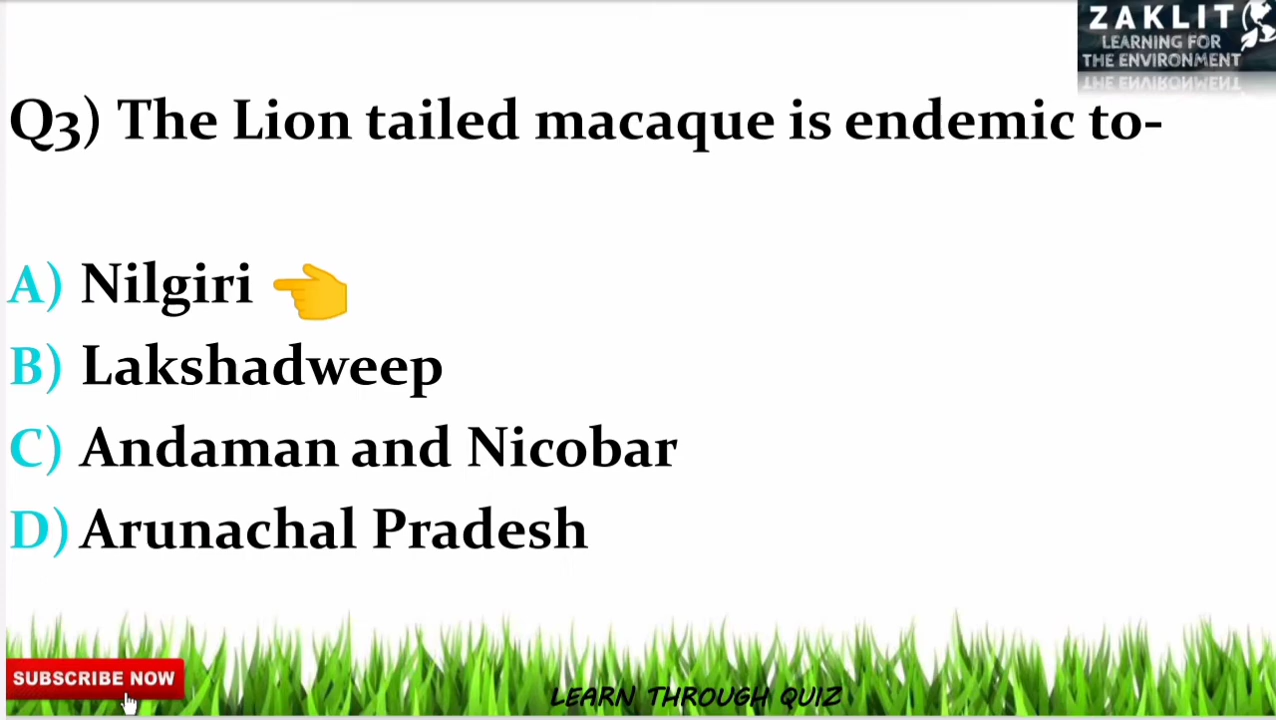 ZAKLIT
LEARNING FOR
THE ENVIRONMENT
Q3) The Lion tailed macaque is endemic to-
A) Nilgiri
B) Lakshadweep
C) Andaman and Nicobar
D) Arunachal Pradesh
SUBSCRIBE NOW
LEARN THROUGH QUIZ